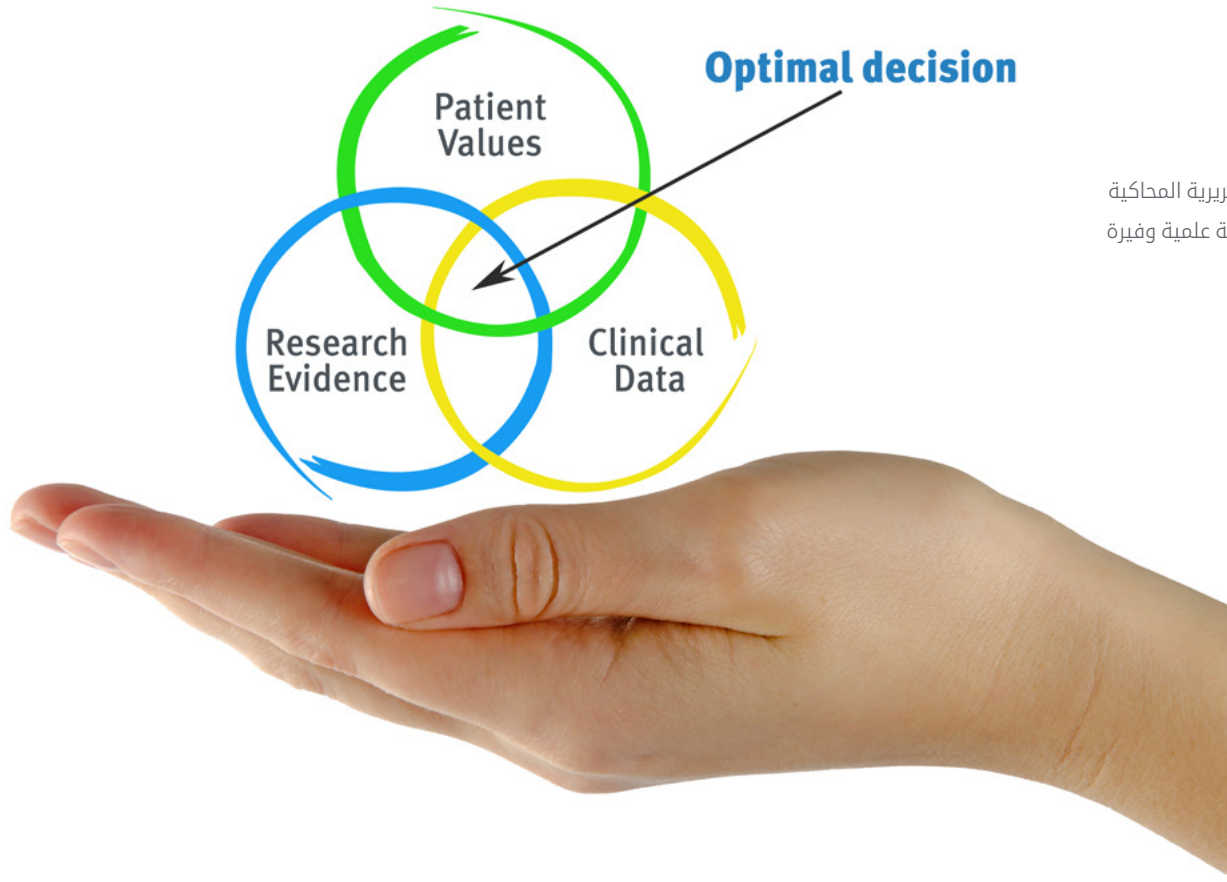 Optimal decision
Patient
Values
Research
Evidence
Clinical
Data
المحاكية
علمية وفيرة